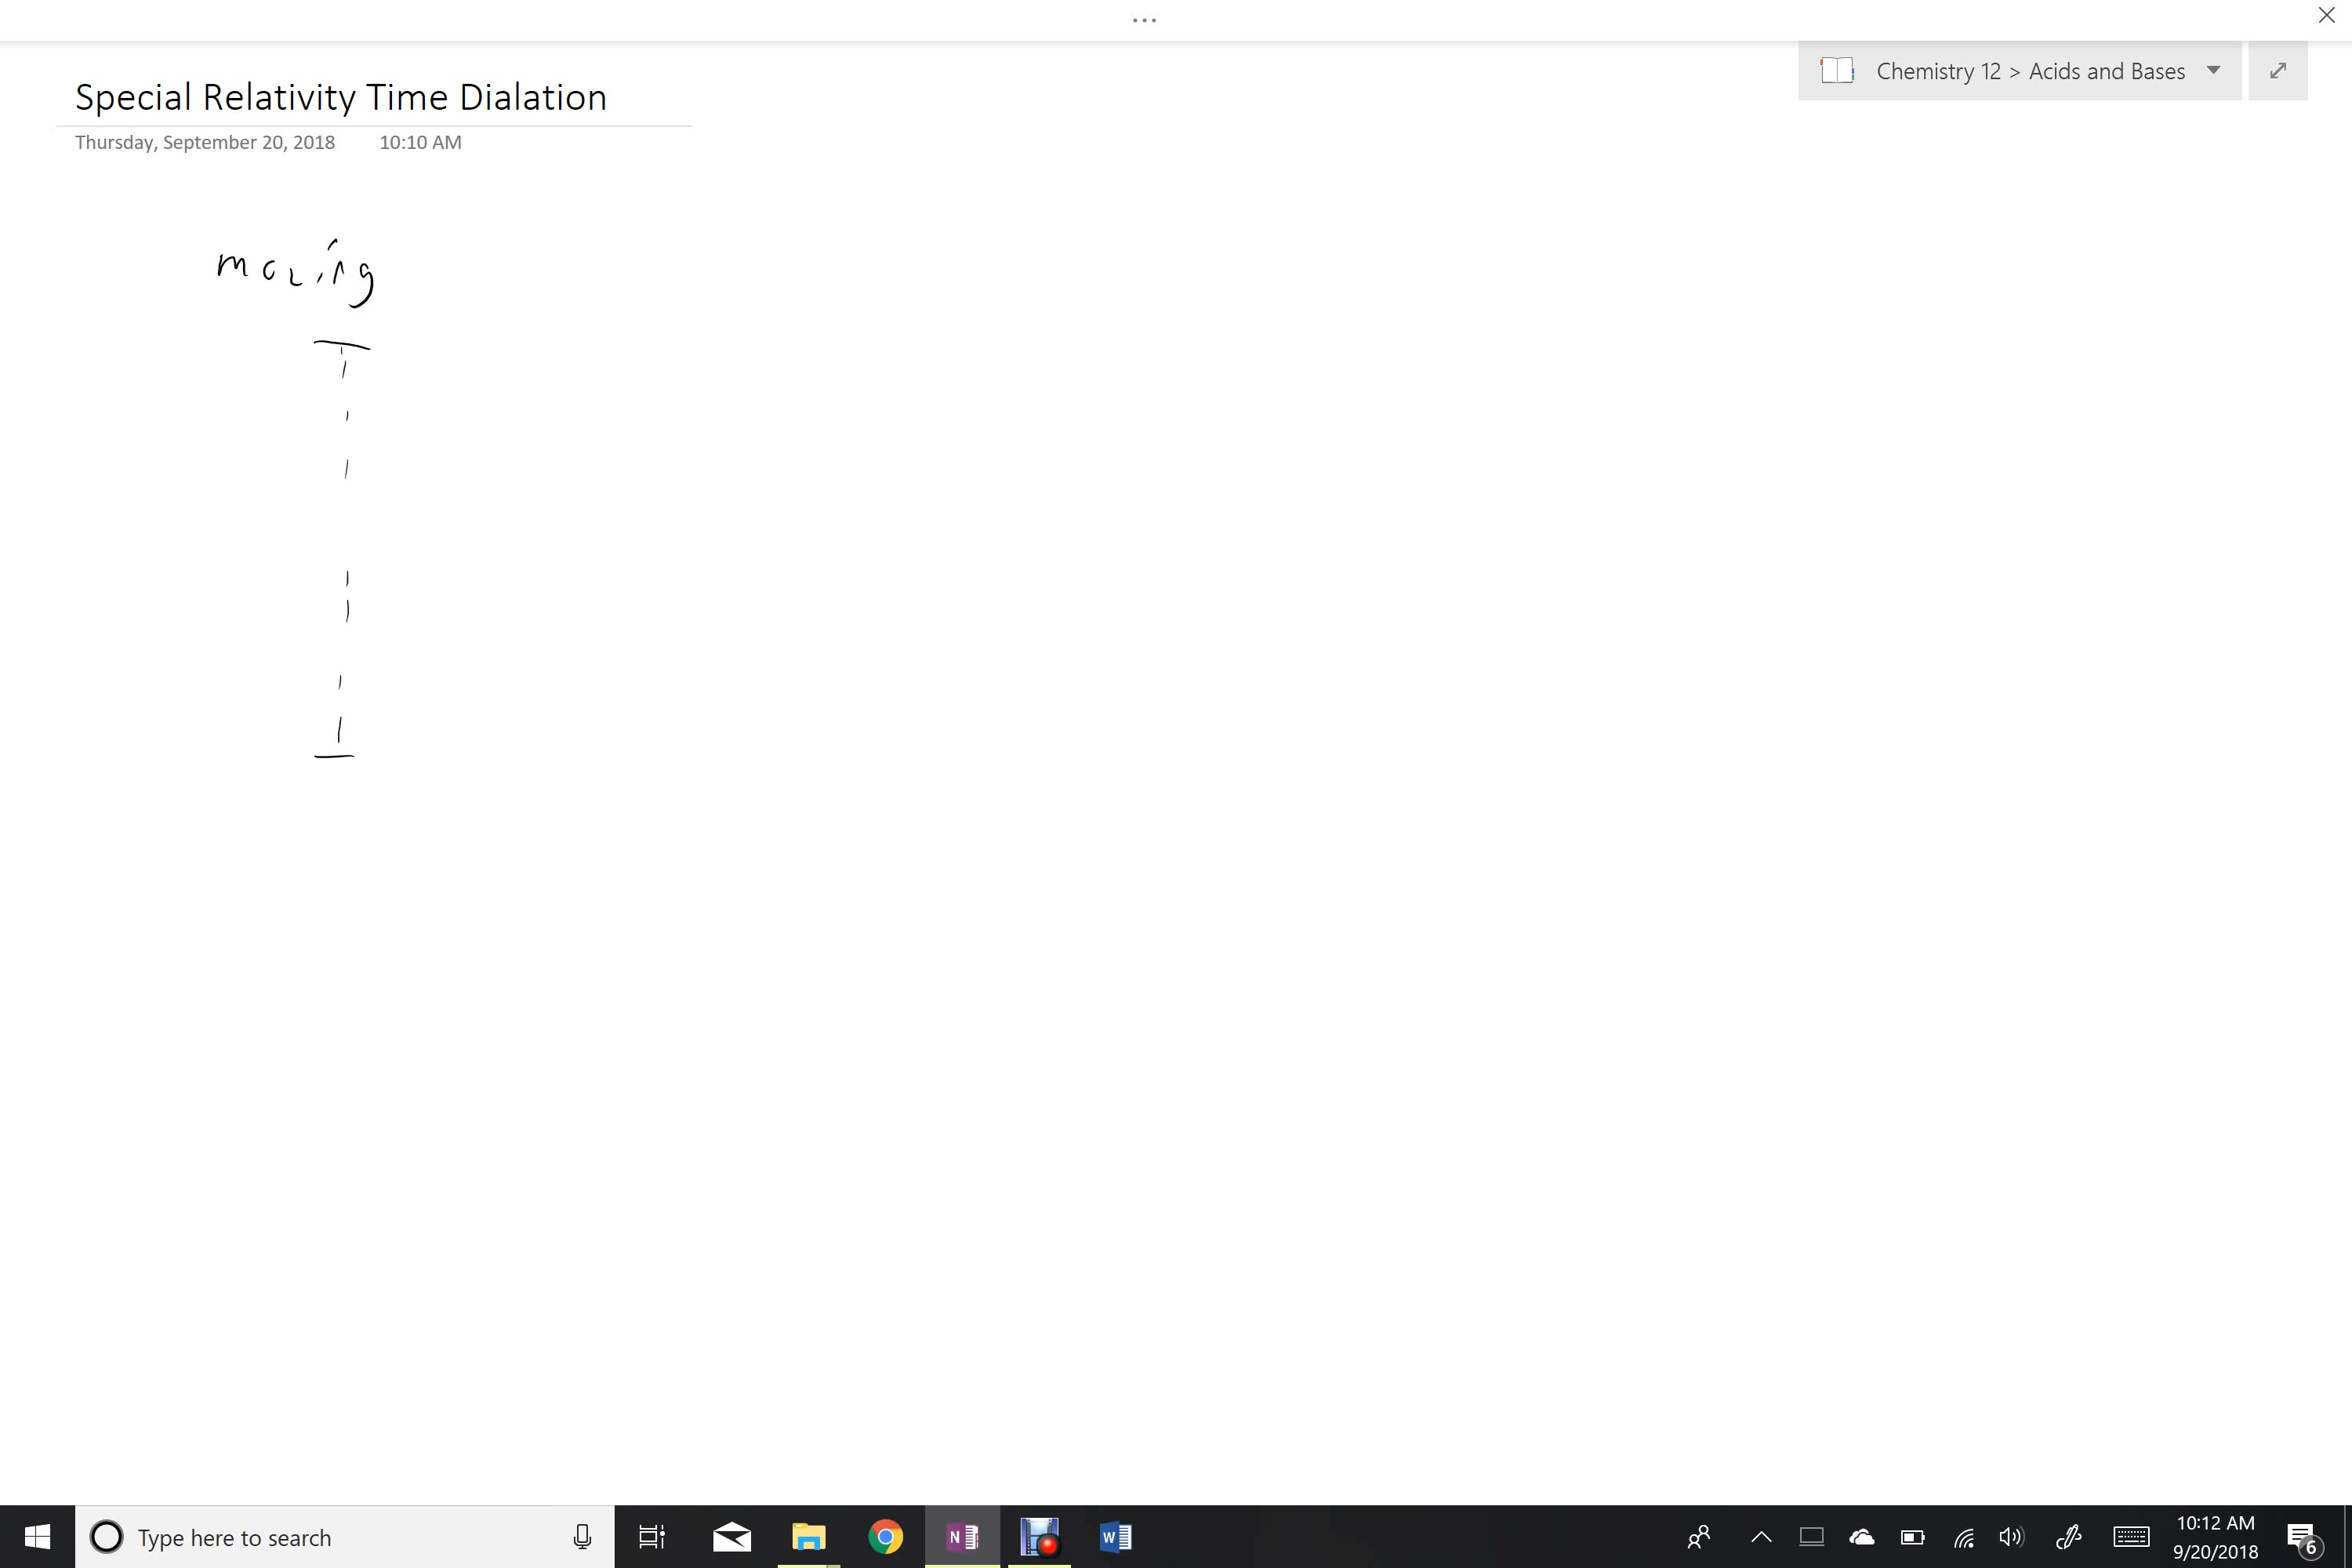 Chemistry 12 > Acids and Bases
Special Relativity Time Dialation
Thursday, September 20, 2018 10:10 AM
moving
Type here to search
N
W
10:12 AM
9/20/2018
6